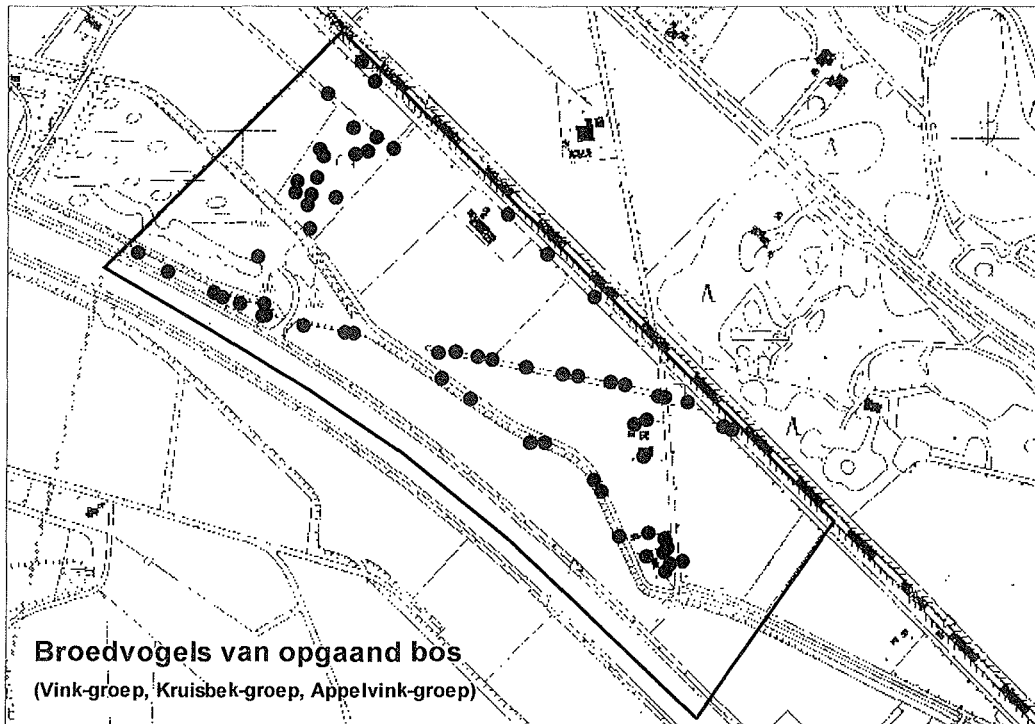 Broedvogels van opgaand bos
(Vink-groep, Kruisbek-groep, Appelvink-groep)